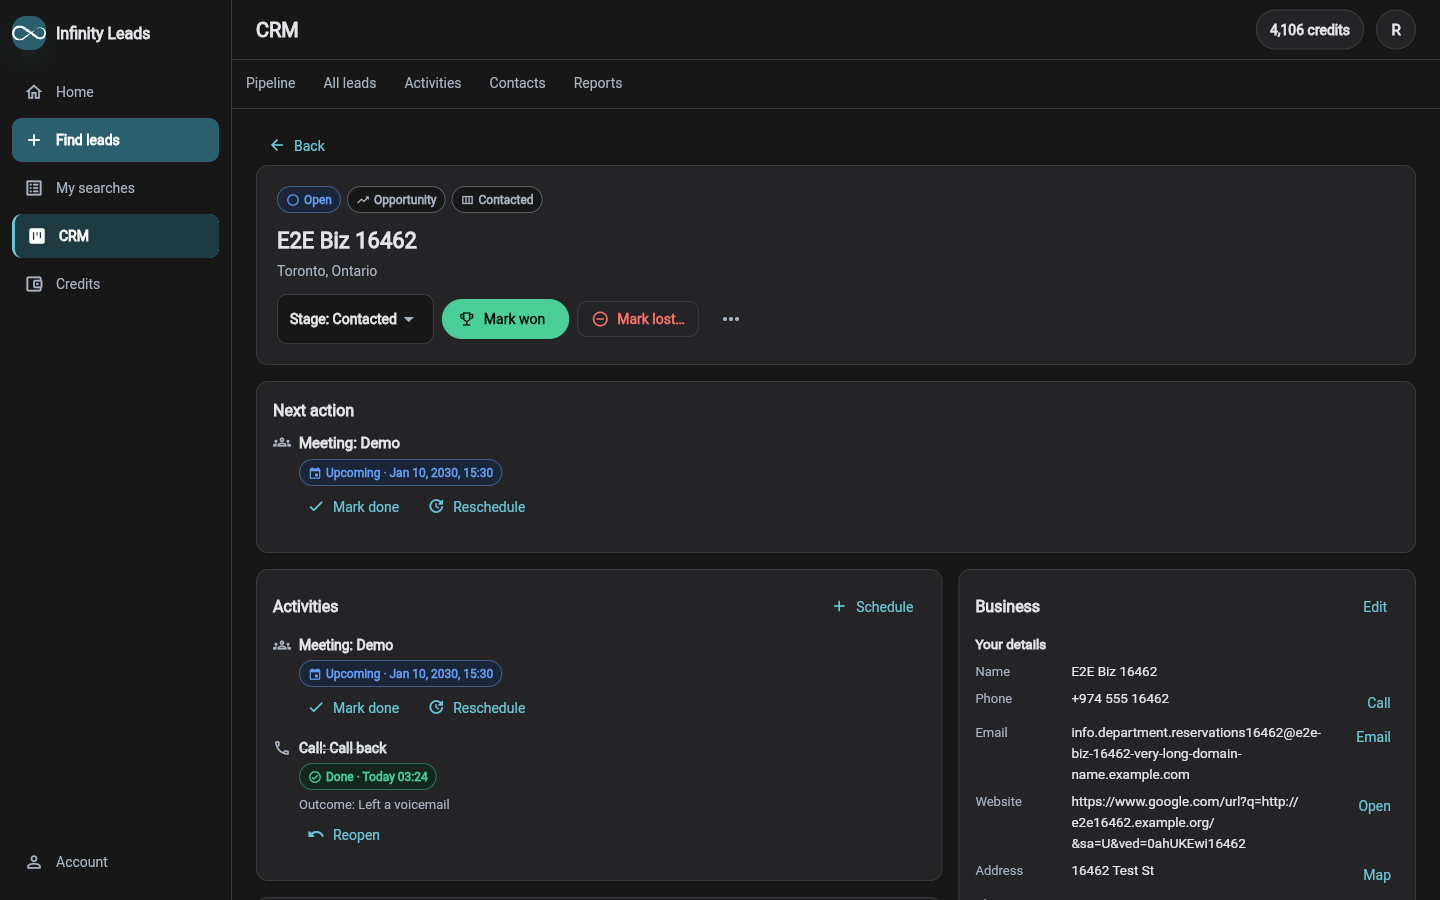 Infinity Leads
Home
Find leads
My searches
CRM
Credits
Account
CRM
4,106 credits
R
Pipeline
All leads
Activities
Contacts
Reports
Back
Open
Opportunity
Contacted
E2E Biz 16462
Toronto, Ontario
Stage: Contacted
Mark won
Mark lost...
Next action
Meeting: Demo
Upcoming · Jan 10, 2030, 15:30
Mark done
Reschedule
Activities
Schedule
Meeting: Demo
Upcoming · Jan 10, 2030, 15:30
Mark done
Reschedule
Call: Call back
Done · Today 03:24
Outcome: Left a voicemail
Reopen
Business
Edit
Your details
Name
E2E Biz 16462
Phone
+974 555 16462
Call
Email
info.department.reservations16462@e2e-
biz-16462-very-long-domain-
name.example.com
Email
Website
https://www.google.com/url?q=http://
e2e16462.example.org/
&sa=U&ved=0ahUKEwi16462
Open
Address
16462 Test St
Map